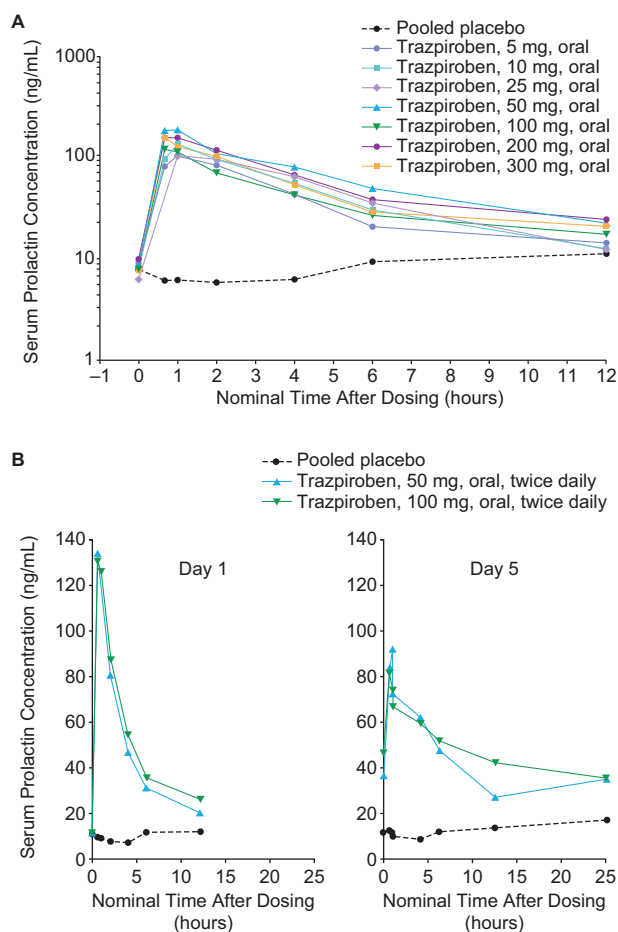 A
Pooled placebo
Trazpiroben, 5 mg, oral
Trazpiroben, 10 mg, oral
Trazpiroben, 25 mg, oral
Trazpiroben, 50 mg, oral
Trazpiroben, 100 mg, oral
Trazpiroben, 200 mg, oral
Trazpiroben, 300 mg, oral
Serum Prolactin Concentration (ng/mL)
1000
100
10
1
–1 0 1 2 3 4 5 6 7 8 9 10 11 12
Nominal Time After Dosing (hours)
B
Pooled placebo
Trazpiroben, 50 mg, oral, twice daily
Trazpiroben, 100 mg, oral, twice daily
Serum Prolactin Concentration (ng/mL)
Day 1
140
120
100
80
60
40
20
0
0 5 10 15 20 25
Nominal Time After Dosing
(hours)
Day 5
140
120
100
80
60
40
20
0
0 5 10 15 20 25
Nominal Time After Dosing
(hours)